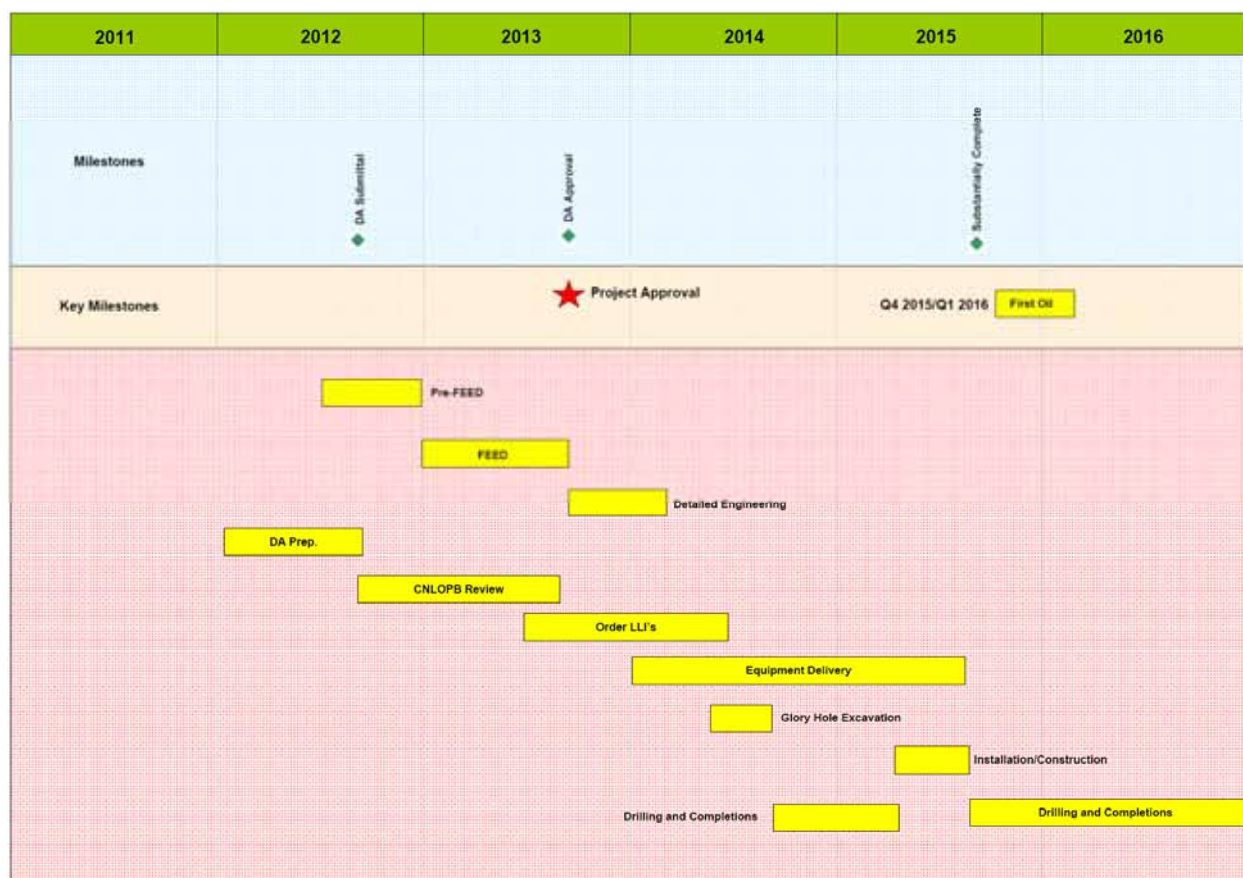 2011 2012 2013 2014 2015 2016
Milestones
DA Submittal
DA Approval
Substantially Complete
Key Milestones
Project Approval
Q4 2015/Q1 2016
First Oil
Pre-FEED
FEED
Detailed Engineering
DA Prep.
CNLOPB Review
Order LLI's
Equipment Delivery
Glory Hole Excavation
Installation/Construction
Drilling and Completions
Drilling and Completions